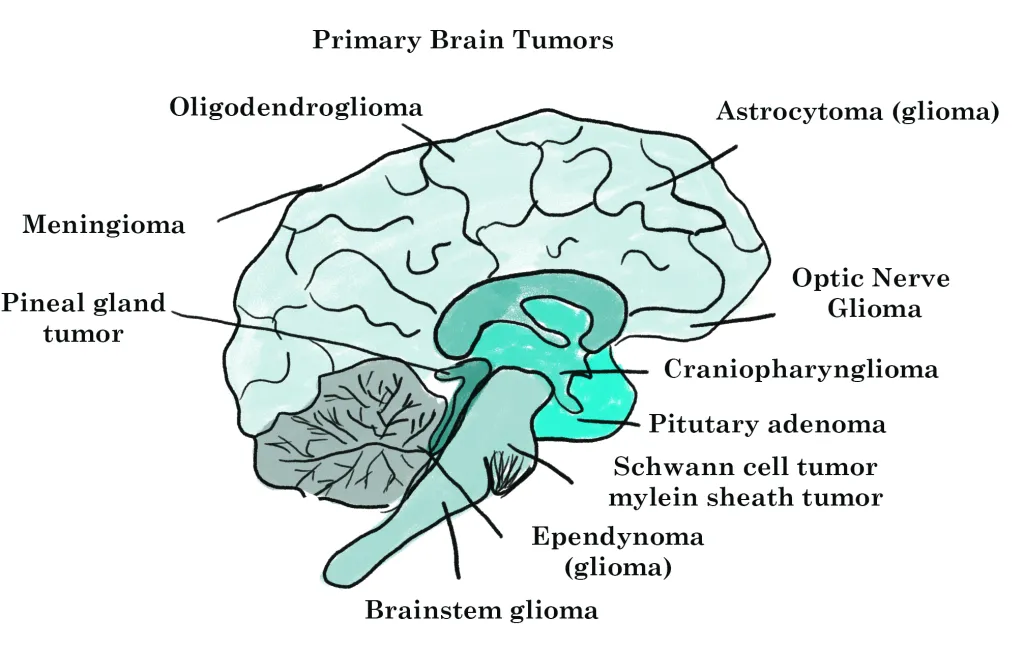 Primary Brain Tumors
Oligodendroglioma
Astrocytoma (glioma)
Meningioma
Optic Nerve
Glioma
Pineal gland
tumor
Craniopharynglioma
Pitutary adenoma
Schwann cell tumor
mylein sheath tumor
Ependynoma
(glioma)
Brainstem glioma